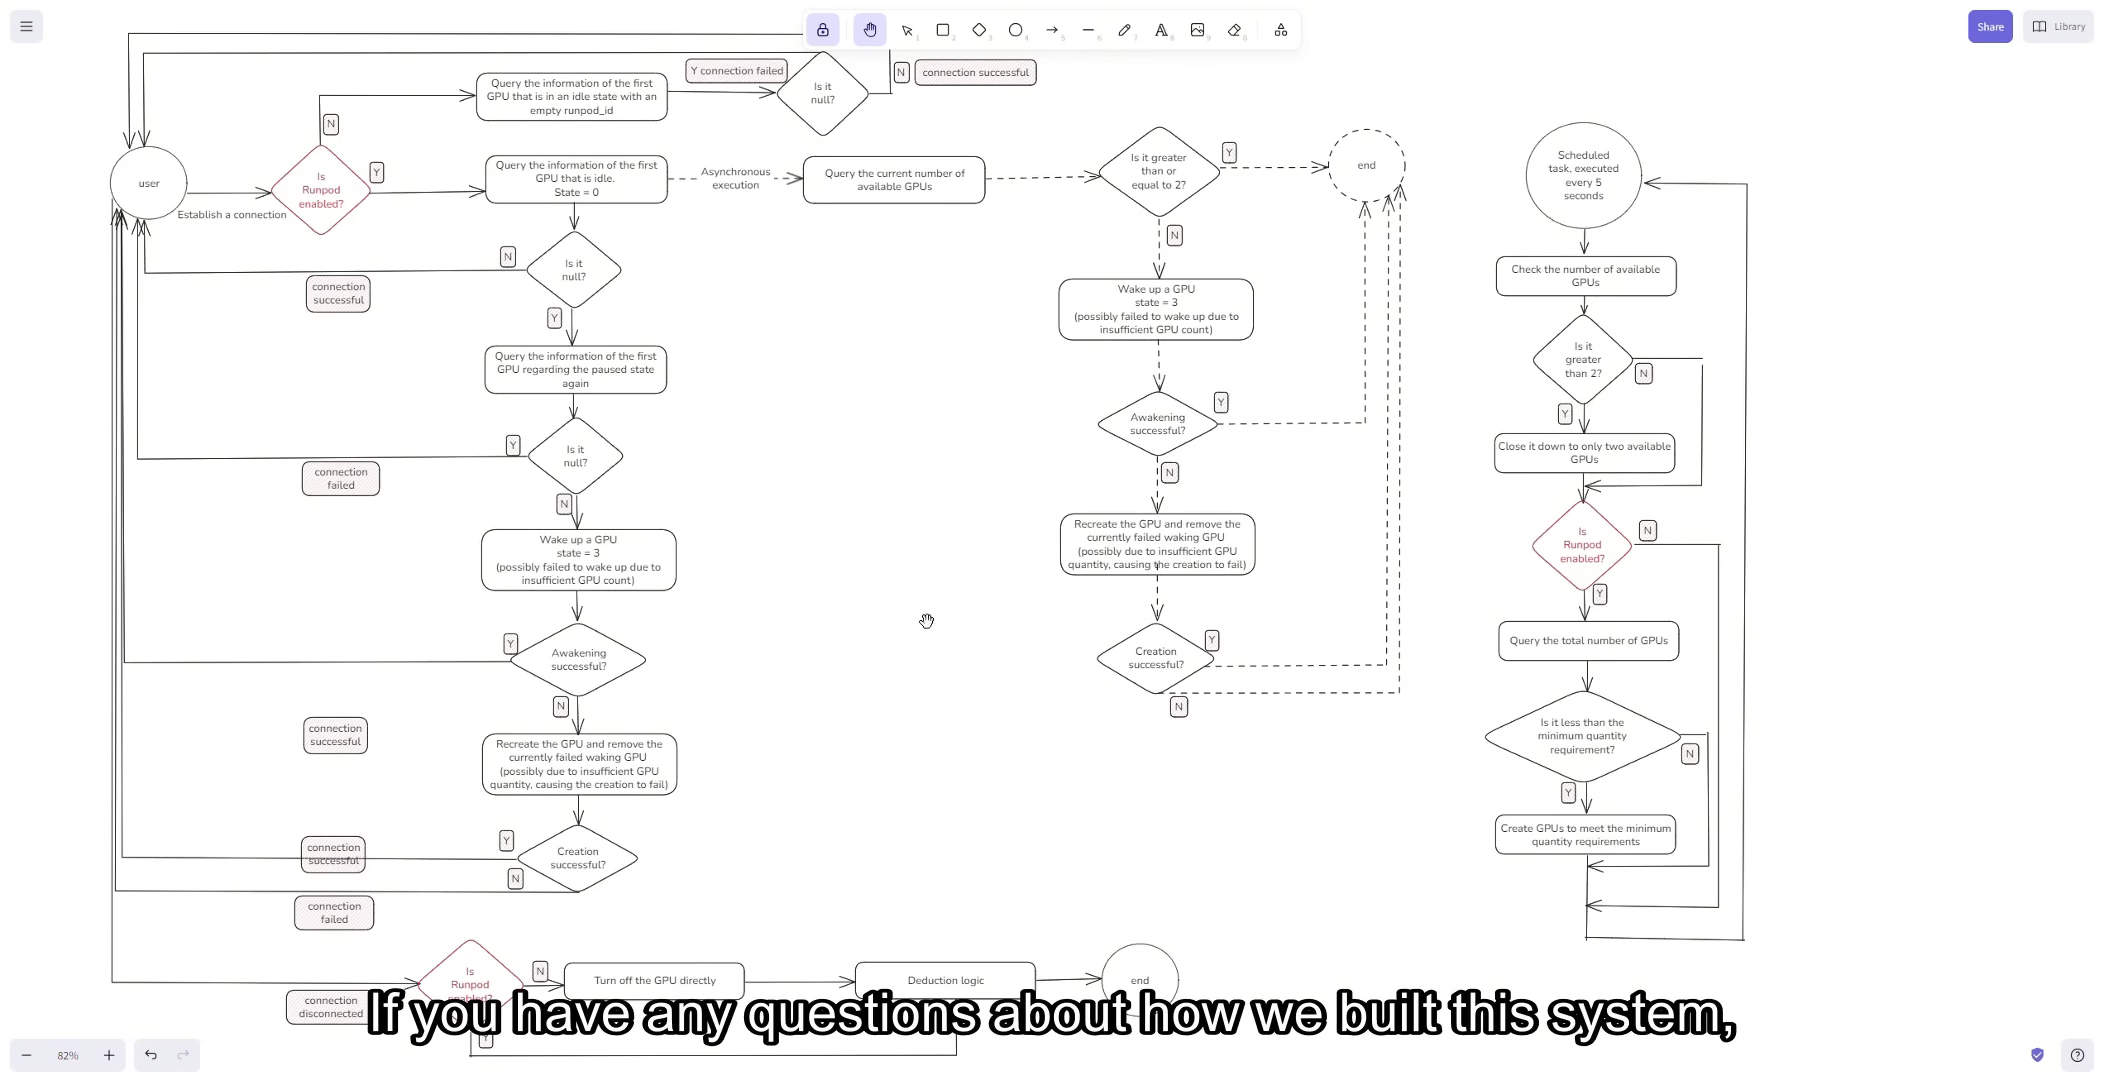 Share
Library
1
2
3
4
5
6
7
8
9
0
Query the information of the first
GPU that is in an idle state with an
empty runpod_id
Y connection failed
Is it
null?
N
connection successful
N
user
Establish a connection
Is
Runpod
enabled?
Y
Query the information of the first
GPU that is idle.
State = 0
Asynchronous
execution
Query the current number of
available GPUs
Is it greater
than or
equal to 2?
Y
end
N
connection
successful
Is it
null?
N
Y
Query the information of the first
GPU regarding the paused state
again
Y
connection
failed
Is it
null?
N
Wake up a GPU
state = 3
(possibly failed to wake up due to
insufficient GPU count)
Y
Awakening
successful?
connection
successful
N
Recreate the GPU and remove the
currently failed waking GPU
(possibly due to insufficient GPU
quantity, causing the creation to fail)
Y
connection
successful
Creation
successful?
N
connection
failed
Wake up a GPU
state = 3
(possibly failed to wake up due to
insufficient GPU count)
Awakening
successful?
Y
N
Recreate the GPU and remove the
currently failed waking GPU
(possibly due to insufficient GPU
quantity, causing the creation to fail)
Creation
successful?
Y
N
Scheduled
task, executed
every 5
seconds
Check the number of available
GPUs
Is it
greater
than 2?
N
Y
Close it down to only two available
GPUs
Is
Runpod
enabled?
N
Y
Query the total number of GPUs
Is it less than the
minimum quantity
requirement?
N
Y
Create GPUs to meet the minimum
quantity requirements
connection
disconnected
Is
Runpod
enabled?
N
Turn off the GPU directly
Deduction logic
end
Y
If you have any questions about how we built this system,
82%